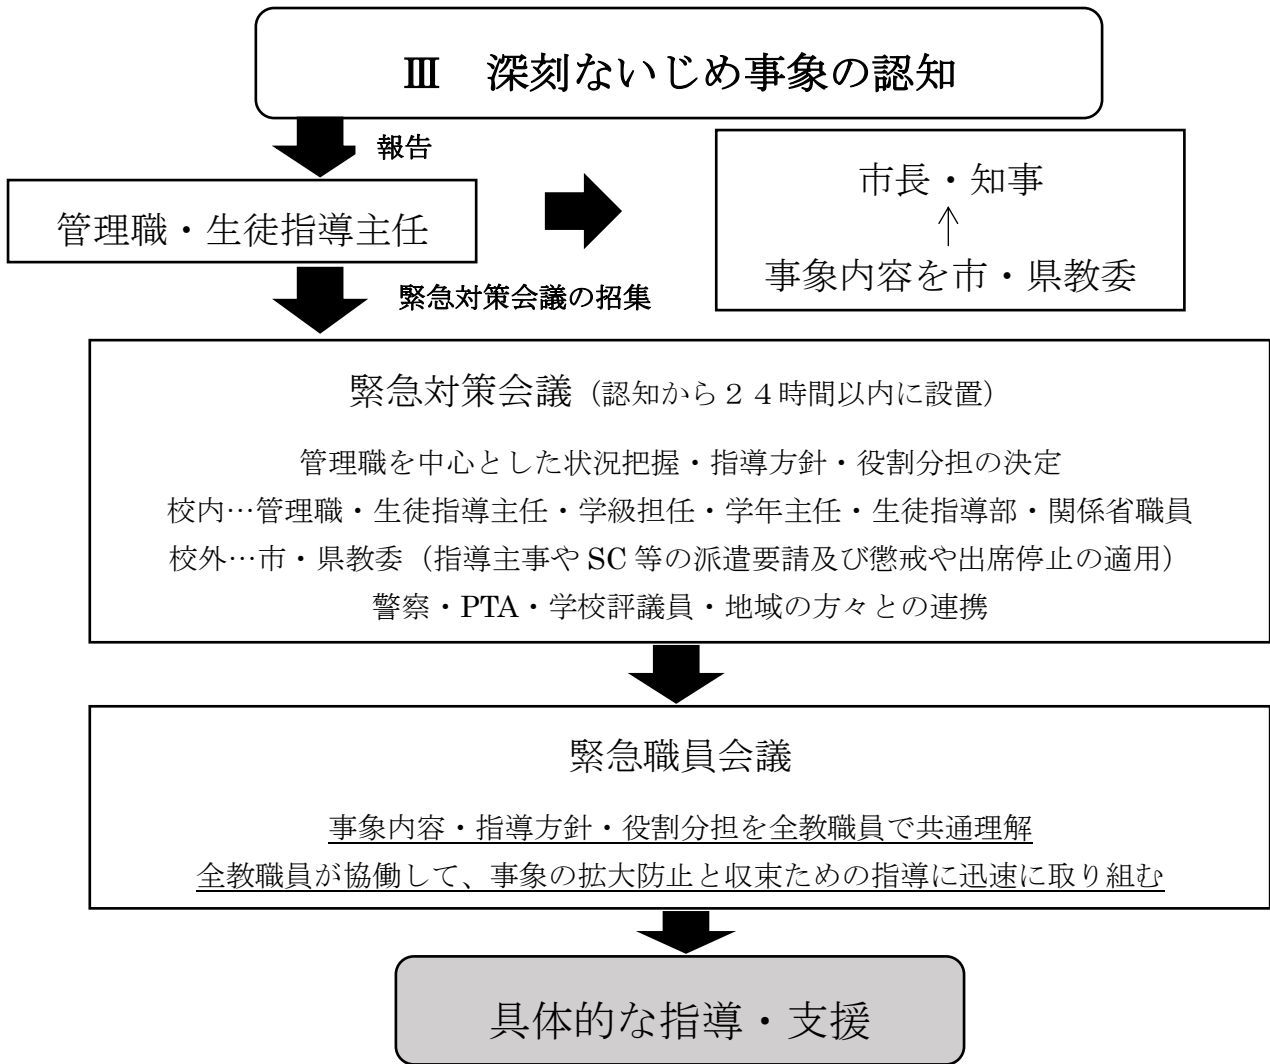 Ⅲ　深刻ないじめ事象の認知
報告
管理職・生徒指導主任
市長・知事
↑
事象内容を市・県教委
緊急対策会議の招集
緊急対策会議（認知から２４時間以内に設置）
管理職を中心とした状況把握・指導方針・役割分担の決定
校内…管理職・生徒指導主任・学級担任・学年主任・生徒指導部・関係省職員
校外…市・県教委（指導主事や SC 等の派遣要請及び懲戒や出席停止の適用）
警察・PTA・学校評議員・地域の方々との連携
緊急職員会議
事象内容・指導方針・役割分担を全教職員で共通理解
全教職員が協働して、事象の拡大防止と収束ための指導に迅速に取り組む
具体的な指導・支援